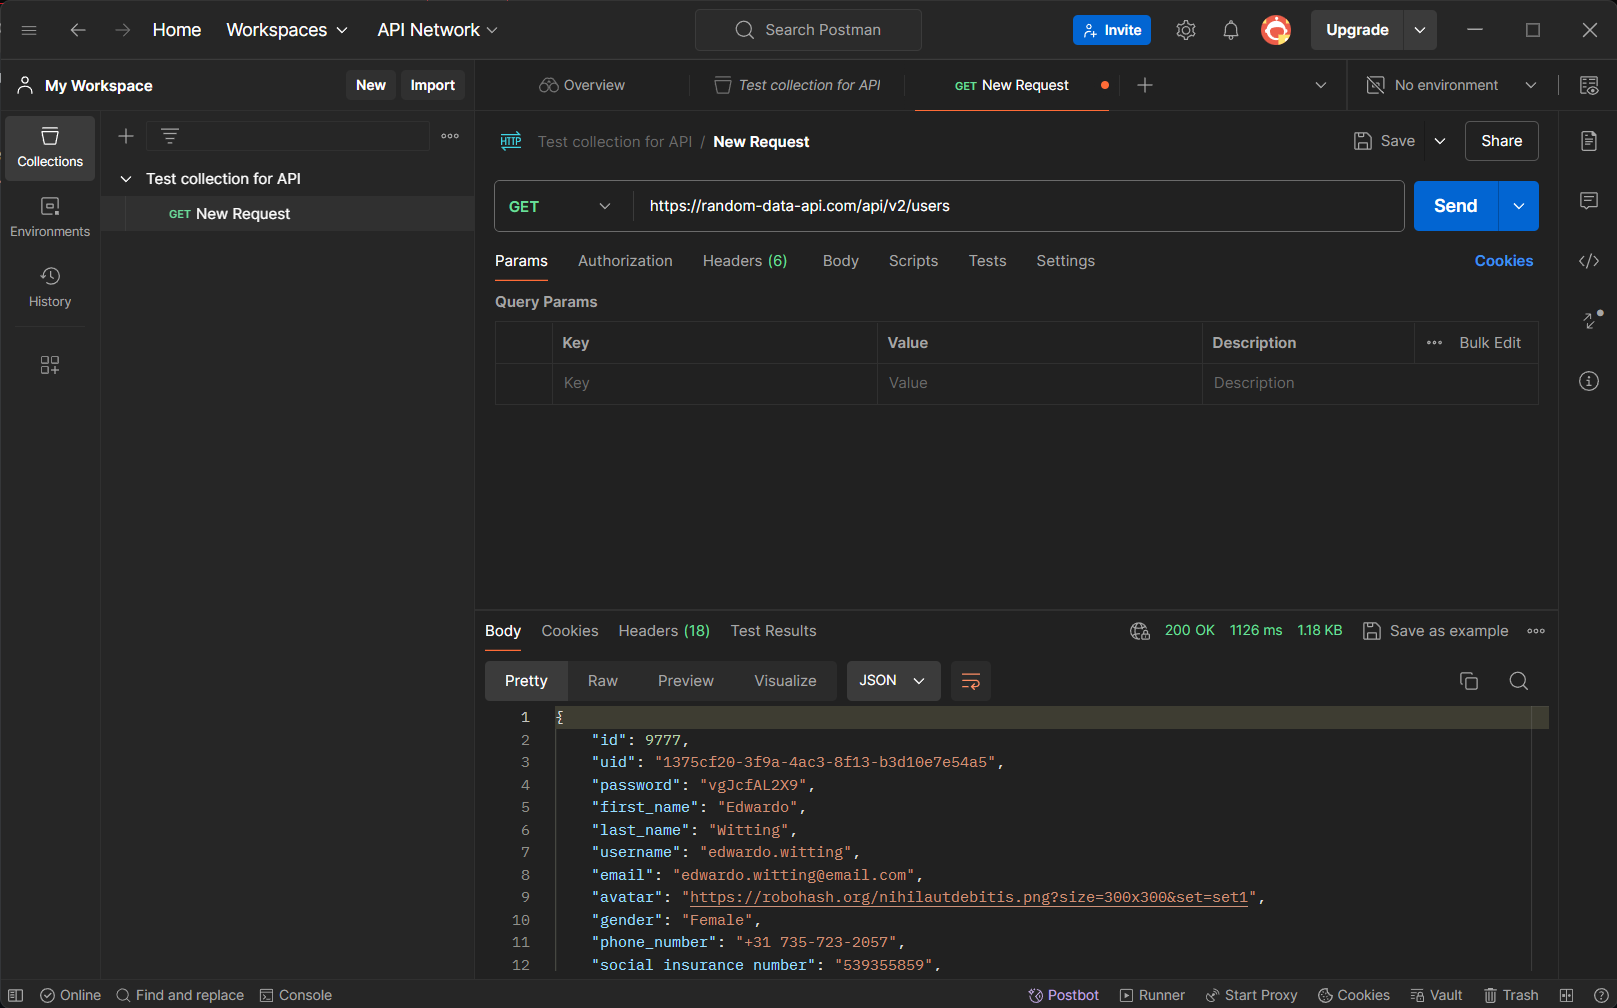 Home Workspaces API Network Search Postman Invite Upgrade
My Workspace New Import Overview Test collection for API GET New Request No environment
Collections
Environments
History
Test collection for API
GET New Request
HTTP Test collection for API / New Request Save Share
GET https://random-data-api.com/api/v2/users Send
Params Authorization Headers (6) Body Scripts Tests Settings Cookies
Query Params
Key Value Description Bulk Edit
Key Value Description
Body Cookies Headers (18) Test Results 200 OK 1126 ms 1.18 KB Save as example
Pretty Raw Preview Visualize JSON
1 {
2 "id": 9777,
3 "uid": "1375cf20-3f9a-4ac3-8f13-b3d10e7e54a5",
4 "password": "vgJcfAL2X9",
5 "first_name": "Edwardo",
6 "last_name": "Witting",
7 "username": "edwardo.witting",
8 "email": "edwardo.witting@email.com",
9 "avatar": "https://robohash.org/nihilautdebitis.png?size=300x300&set=set1",
10 "gender": "Female",
11 "phone_number": "+31 735-723-2057",
12 "social_insurance_number": "539355859",
Online Find and replace Console Postbot Runner Start Proxy Cookies Vault Trash